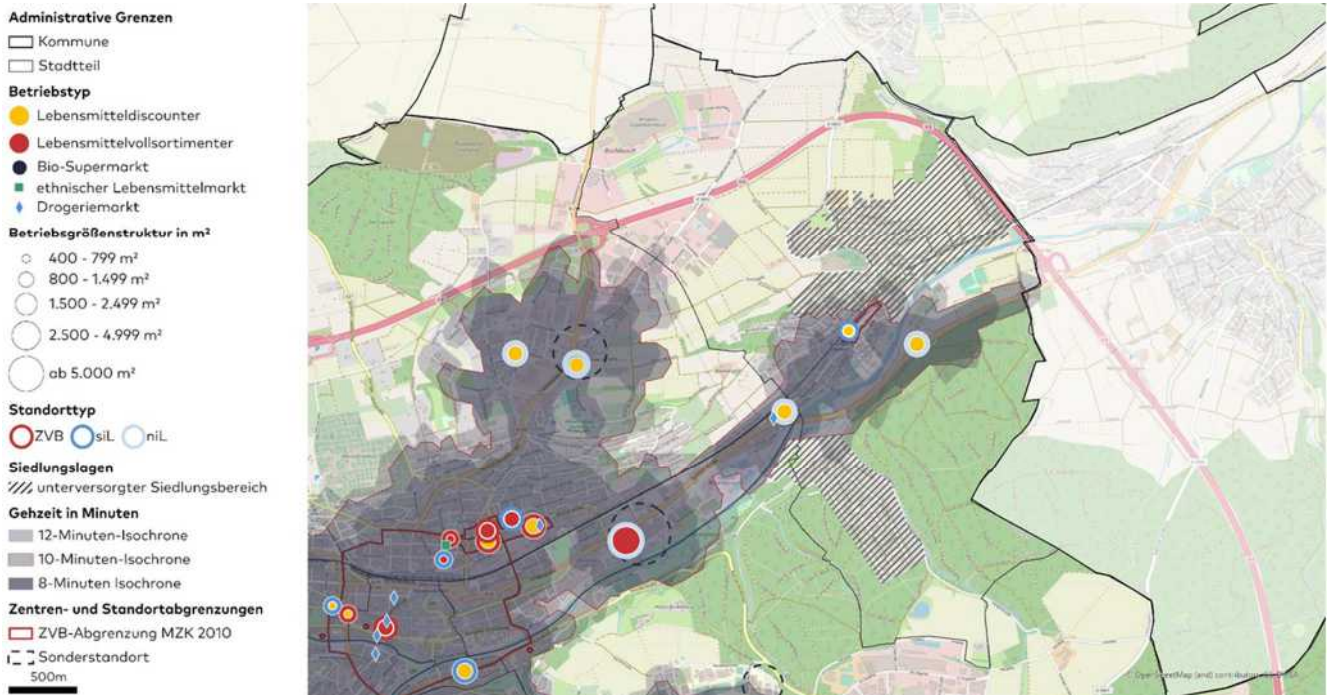 Administrative Grenzen
Kommune
Stadtteil
Betriebstyp
Lebensmitteldiscounter
Lebensmittelvollsortimenter
Bio-Supermarkt
ethnischer Lebensmittelmarkt
Drogeriemarkt
Betriebsgrößenstruktur in m²
400 - 799 m²
800 - 1.499 m²
1.500 - 2.499 m²
2.500 - 4.999 m²
ab 5.000 m²
Standorttyp
ZVB siL niL
Siedlungslagen
unterversorgter Siedlungsbereich
Gehzeit in Minuten
12-Minuten-Isochrone
10-Minuten-Isochrone
8-Minuten Isochrone
Zentren- und Standortabgrenzungen
ZVB-Abgrenzung MZK 2010
Sonderstandort
500m